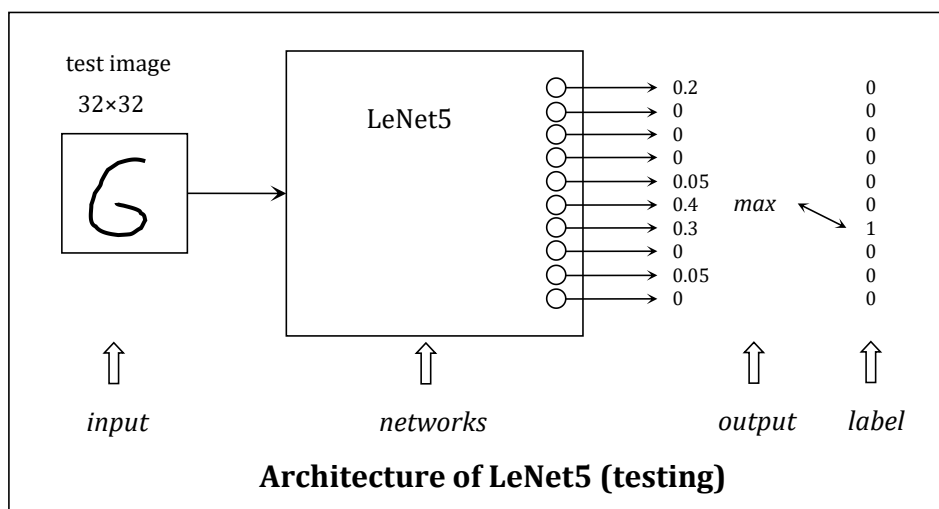 test image
32×32
LeNet5
G
0.2 0
0 0
0 0
0 0
0.05 0
0.4 max 0
0.3 1
0 0
0.05 0
0 0
input networks output label
Architecture of LeNet5 (testing)